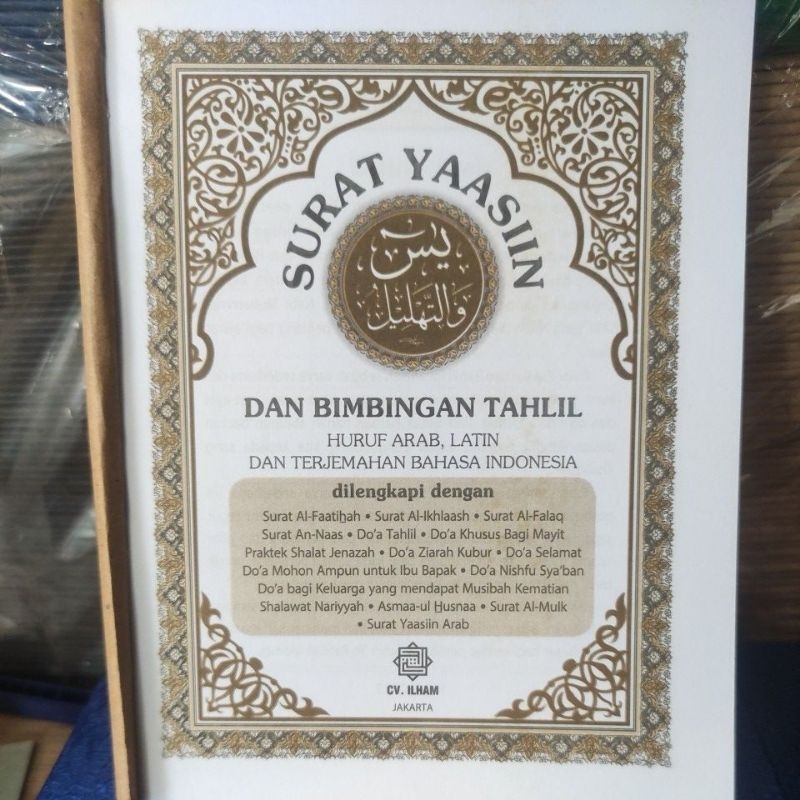 SURAT YAASIIN
يس
والتهليل
DAN BIMBINGAN TAHLIL
HURUF ARAB, LATIN
DAN TERJEMAHAN BAHASA INDONESIA
dilengkapi dengan
Surat Al-Faatiẖah • Surat Al-Ikhlaash • Surat Al-Falaq
Surat An-Naas • Do'a Tahlil • Do'a Khusus Bagi Mayit
Praktek Shalat Jenazah • Do'a Ziarah Kubur • Do'a Selamat
Do'a Mohon Ampun untuk Ibu Bapak • Do'a Nishfu Sya'ban
Do'a bagi Keluarga yang mendapat Musibah Kematian
Shalawat Nariyyah • Asmaa-ul H̱usnaa • Surat Al-Mulk
• Surat Yaasiin Arab
CV. ILHAM
JAKARTA